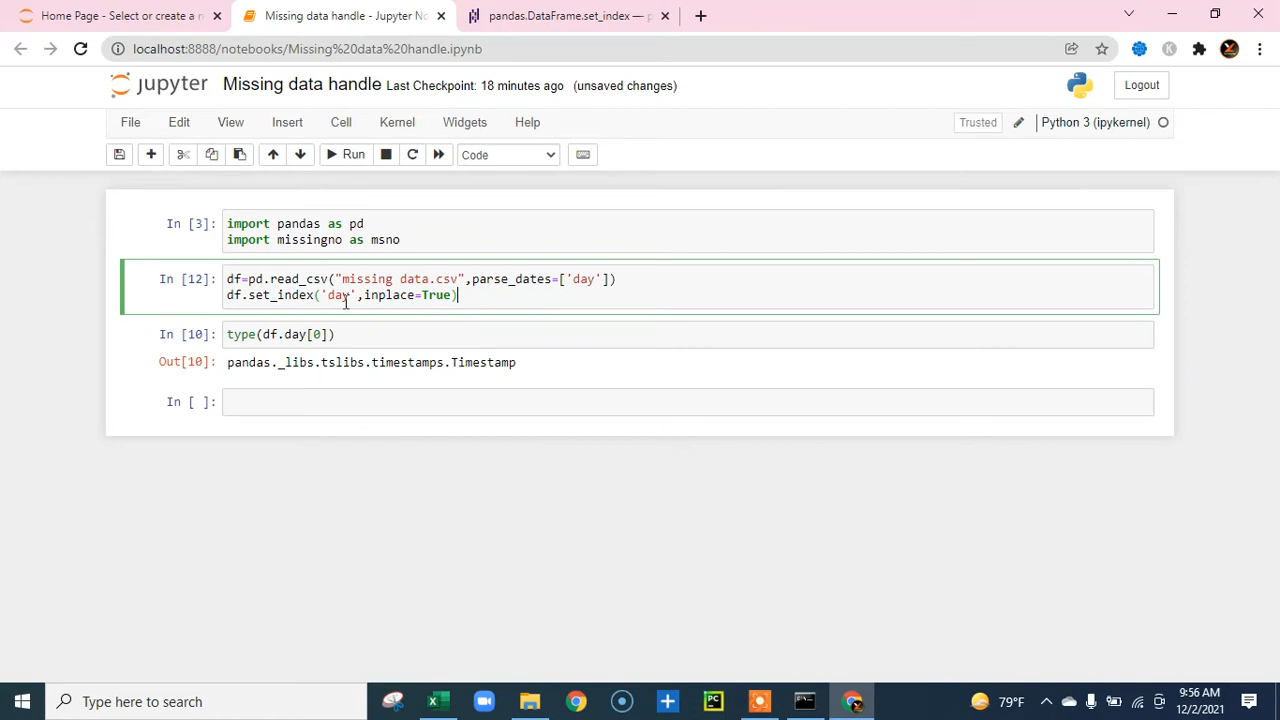 Home Page - Select or create a n
Missing data handle - Jupyter No
pandas.DataFrame.set_index — p
localhost:8888/notebooks/Missing%20data%20handle.ipynb
K
jupyter Missing data handle Last Checkpoint: 18 minutes ago (unsaved changes)
Logout
File Edit View Insert Cell Kernel Widgets Help
Trusted
Python 3 (ipykernel)
Run
Code
In [3]: import pandas as pd
import missingno as msno
In [12]: df=pd.read_csv("missing data.csv",parse_dates=['day'])
df.set_index('day',inplace=True)
In [10]: type(df.day[0])
Out[10]: pandas._libs.tslibs.timestamps.Timestamp
In [ ]:
Type here to search
PC
79°F
9:56 AM
12/2/2021